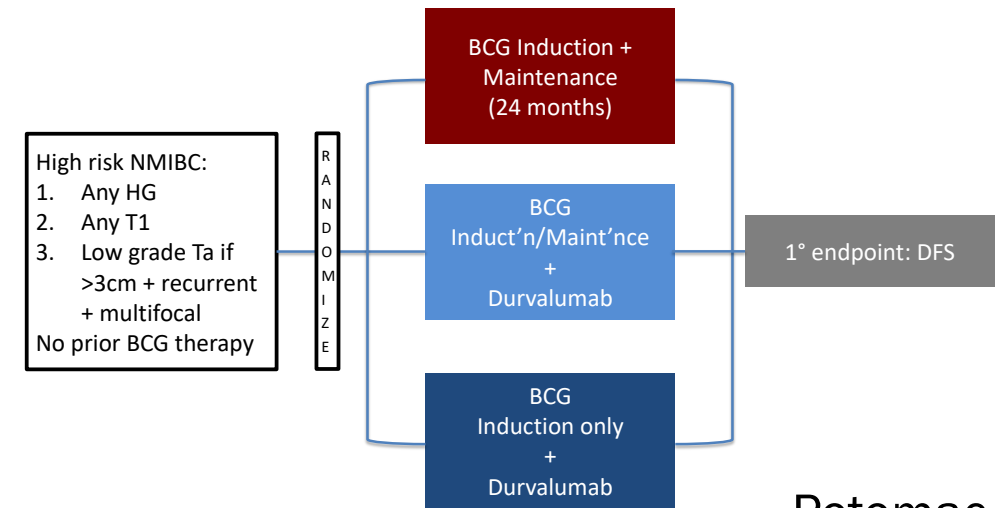 High risk NMIBC:
1. Any HG
2. Any T1
3. Low grade Ta if
>3cm + recurrent
+ multifocal
No prior BCG therapy
R
A
N
D
O
M
I
Z
E
BCG Induction +
Maintenance
(24 months)
BCG
Induct’n/Maint’nce
+
Durvalumab
BCG
Induction only
+
Durvalumab
1° endpoint: DFS
Potomac